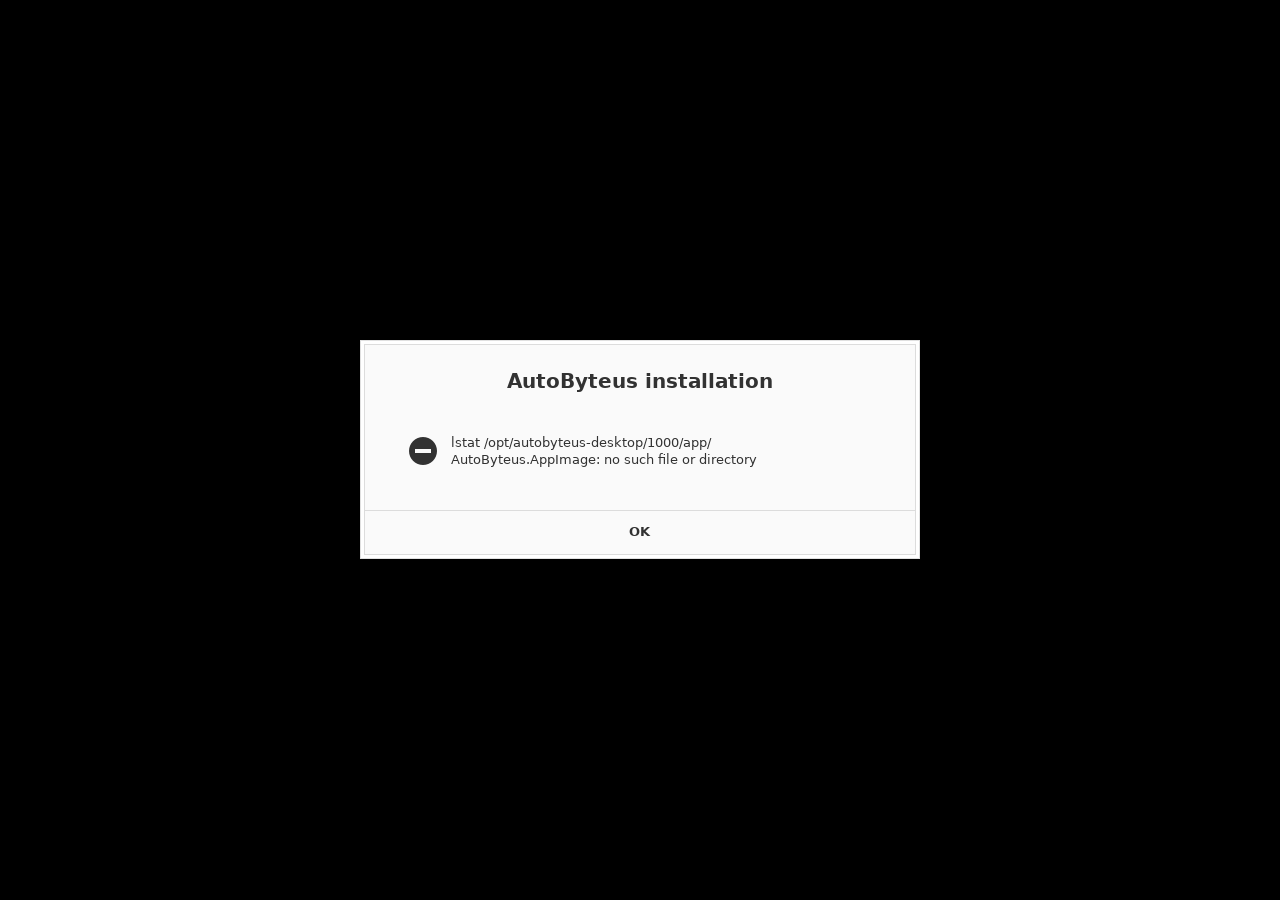 AutoByteus installation
lstat /opt/autobyteus-desktop/1000/app/
AutoByteus.AppImage: no such file or directory
OK